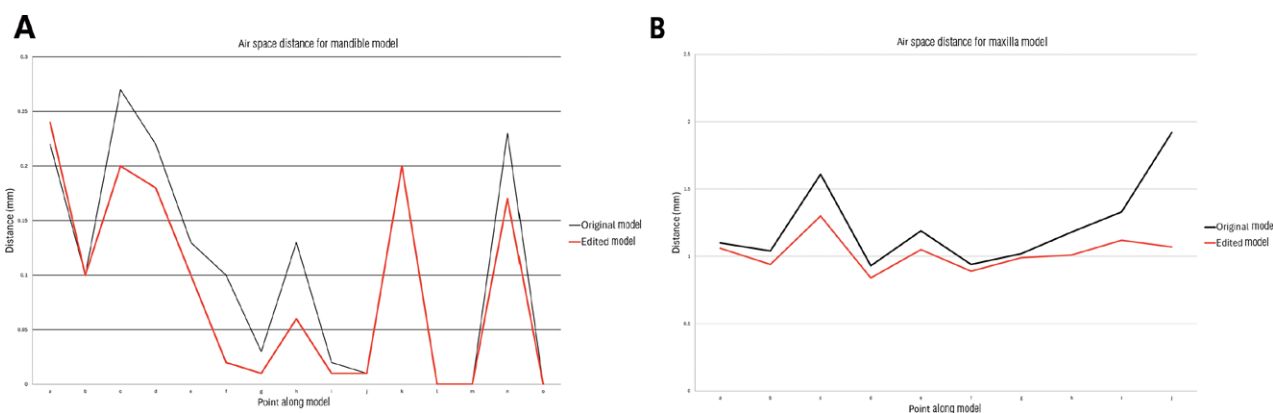 A
Air space distance for mandible model
0.3
0.25
0.2
0.15
0.1
0.05
0
Distance (mm)
a b c d e f g h i j k l m n o
Point along model
Original model
Edited model
B
Air space distance for maxilla model
2.5
2
1.5
1
0.5
0
Distance (mm)
a b c d e f g h i j
Point along model
Original mode
Edited model